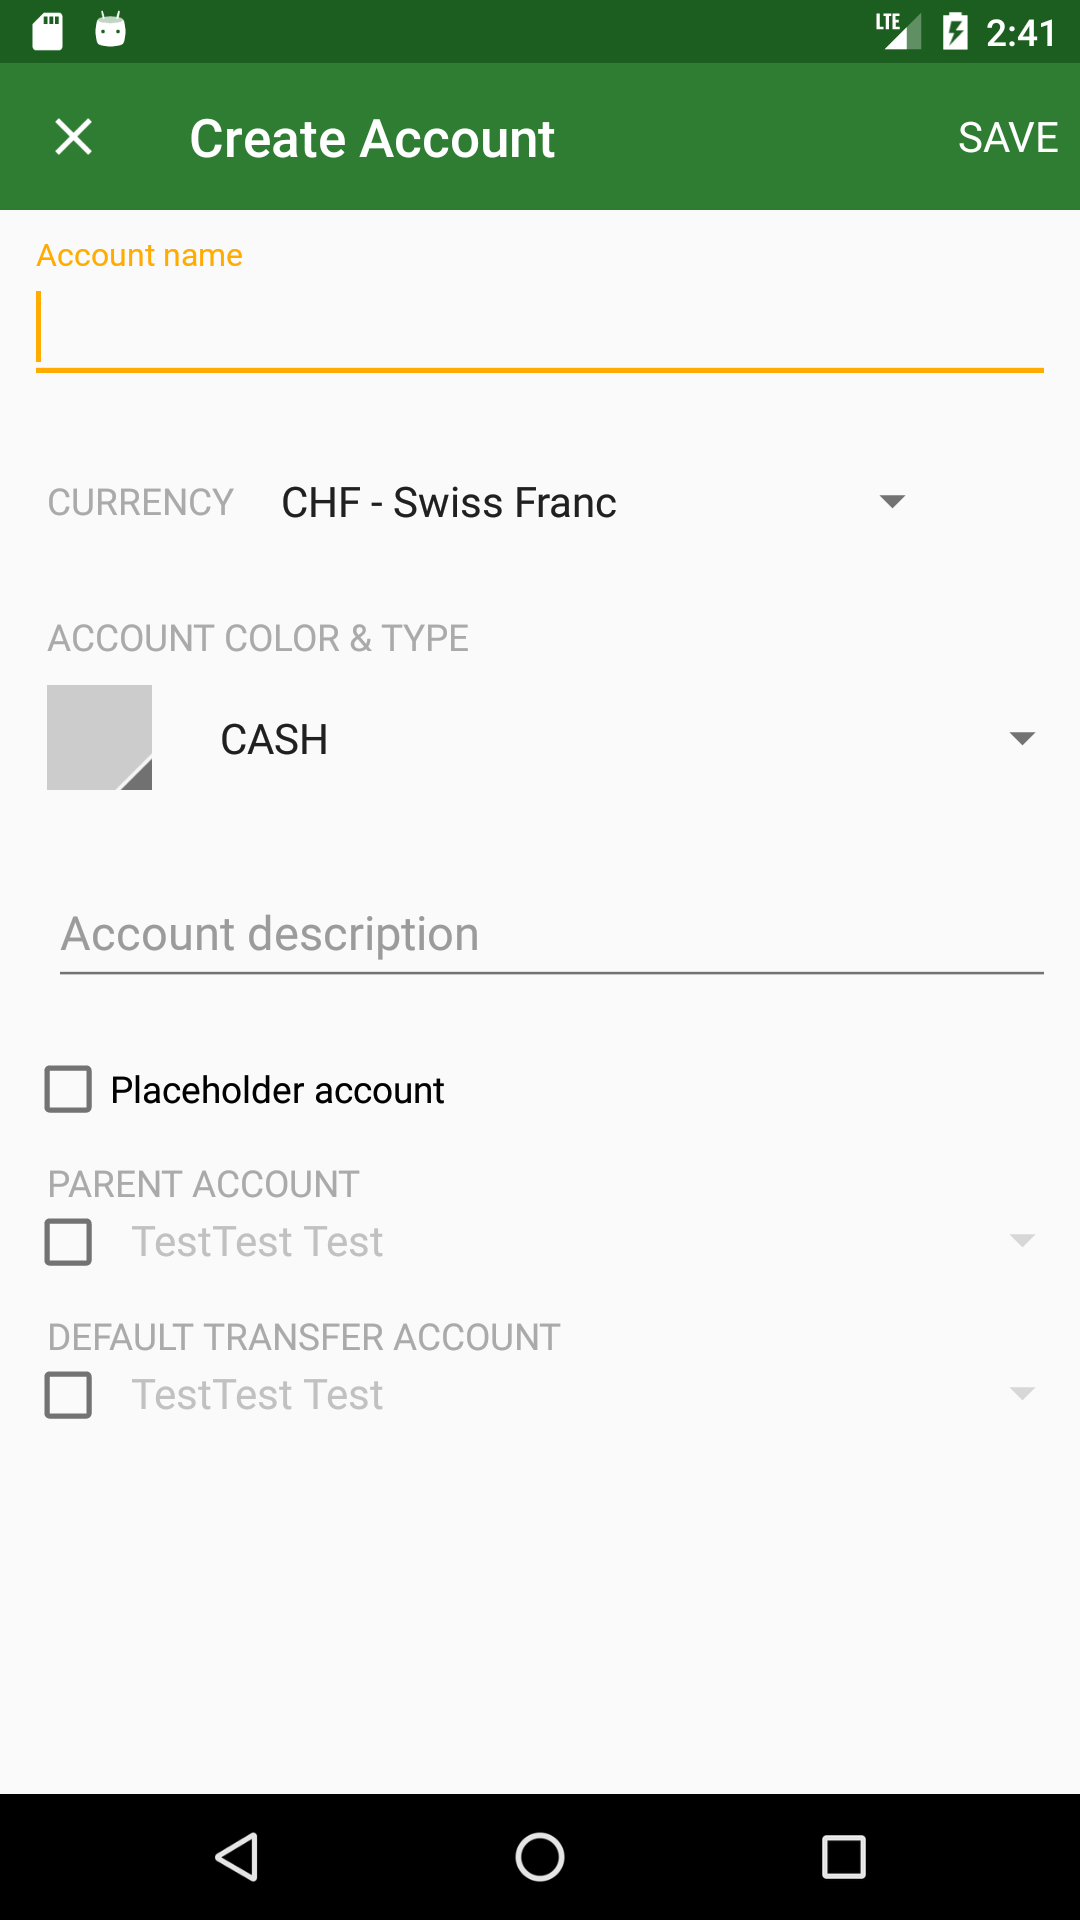 LTE 2:41
Create Account SAVE
Account name
CURRENCY CHF - Swiss Franc
ACCOUNT COLOR & TYPE
CASH
Account description
Placeholder account
PARENT ACCOUNT
TestTest Test
DEFAULT TRANSFER ACCOUNT
TestTest Test